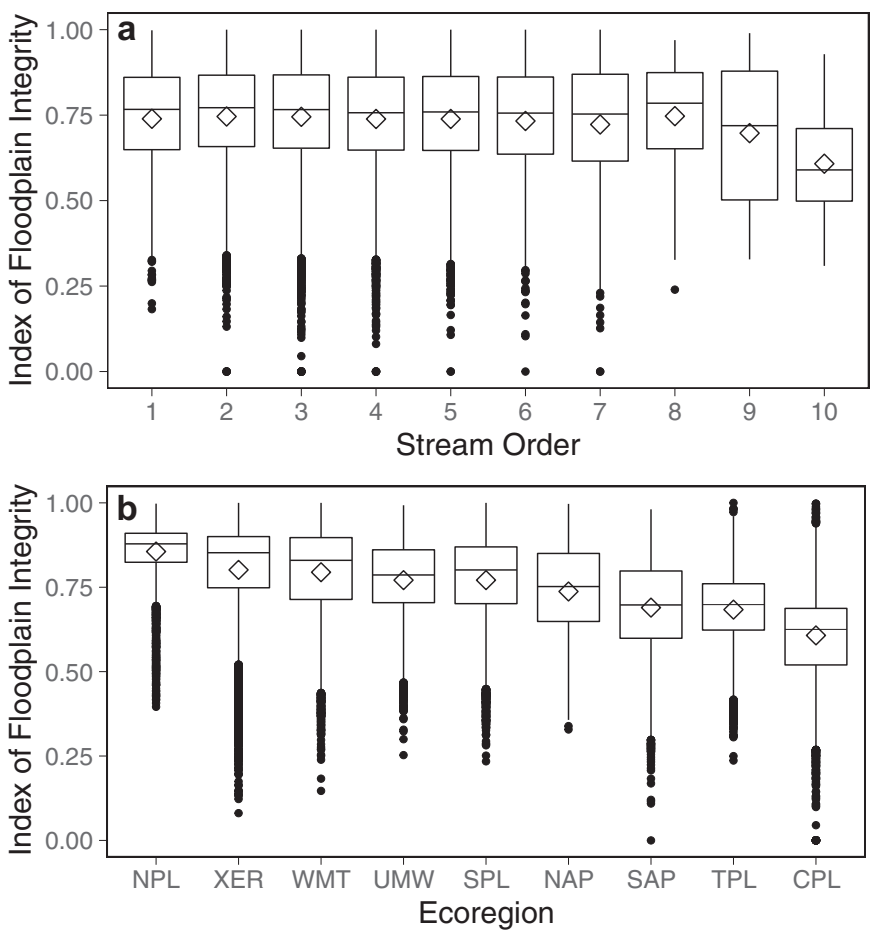 a
Index of Floodplain Integrity
1.00
0.75
0.50
0.25
0.00
1 2 3 4 5 6 7 8 9 10
Stream Order
b
Index of Floodplain Integrity
1.00
0.75
0.50
0.25
0.00
NPL XER WMT UMW SPL NAP SAP TPL CPL
Ecoregion